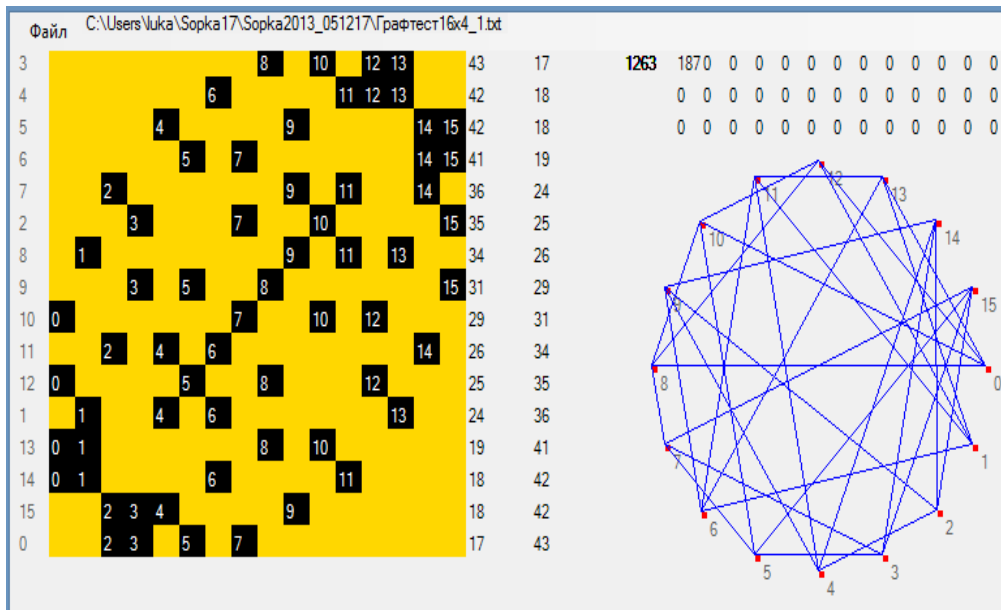 Файл C:\Users\luka\Sopka17\Sopka2013_051217\Графтест16x4_1.txt
3 8 10 12 13 43 17 1263 1870 0 0 0 0 0 0 0 0 0 0 0
4 6 11 12 13 42 18 0 0 0 0 0 0 0 0 0 0 0 0 0
5 4 9 14 15 42 18 0 0 0 0 0 0 0 0 0 0 0 0 0
6 5 7 14 15 41 19
7 2 9 11 14 36 24
2 3 7 10 15 35 25
8 1 9 11 13 34 26
9 3 5 8 15 31 29
10 0 7 10 12 29 31
11 2 4 6 14 26 34
12 0 5 8 12 25 35
1 1 4 6 13 24 36
13 0 1 8 10 19 41
14 0 1 6 11 18 42
15 2 3 4 9 18 42
0 2 3 5 7 17 43
12
11 13
10 14
9 15
8 0
7 1
6 2
5 4 3